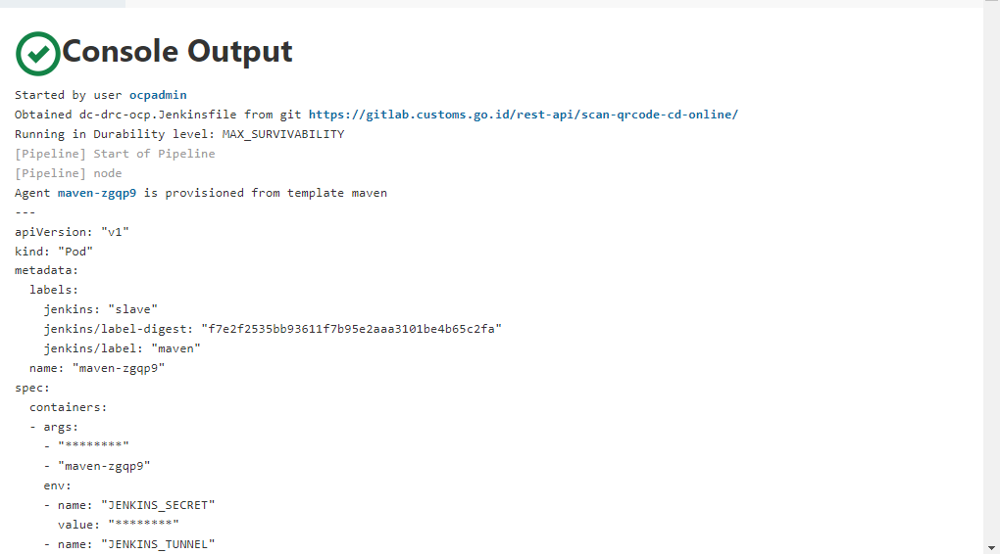 Console Output
Started by user ocpadmin
Obtained dc-drc-ocp.Jenkinsfile from git https://gitlab.customs.go.id/rest-api/scan-qrcode-cd-online/
Running in Durability level: MAX_SURVIVABILITY
[Pipeline] Start of Pipeline
[Pipeline] node
Agent maven-zgqp9 is provisioned from template maven
---
apiVersion: "v1"
kind: "Pod"
metadata:
  labels:
    jenkins: "slave"
    jenkins/label-digest: "f7e2f2535bb93611f7b95e2aaa3101be4b65c2fa"
    jenkins/label: "maven"
  name: "maven-zgqp9"
spec:
  containers:
  - args:
    - "********"
    - "maven-zgqp9"
    env:
    - name: "JENKINS_SECRET"
      value: "********"
    - name: "JENKINS_TUNNEL"